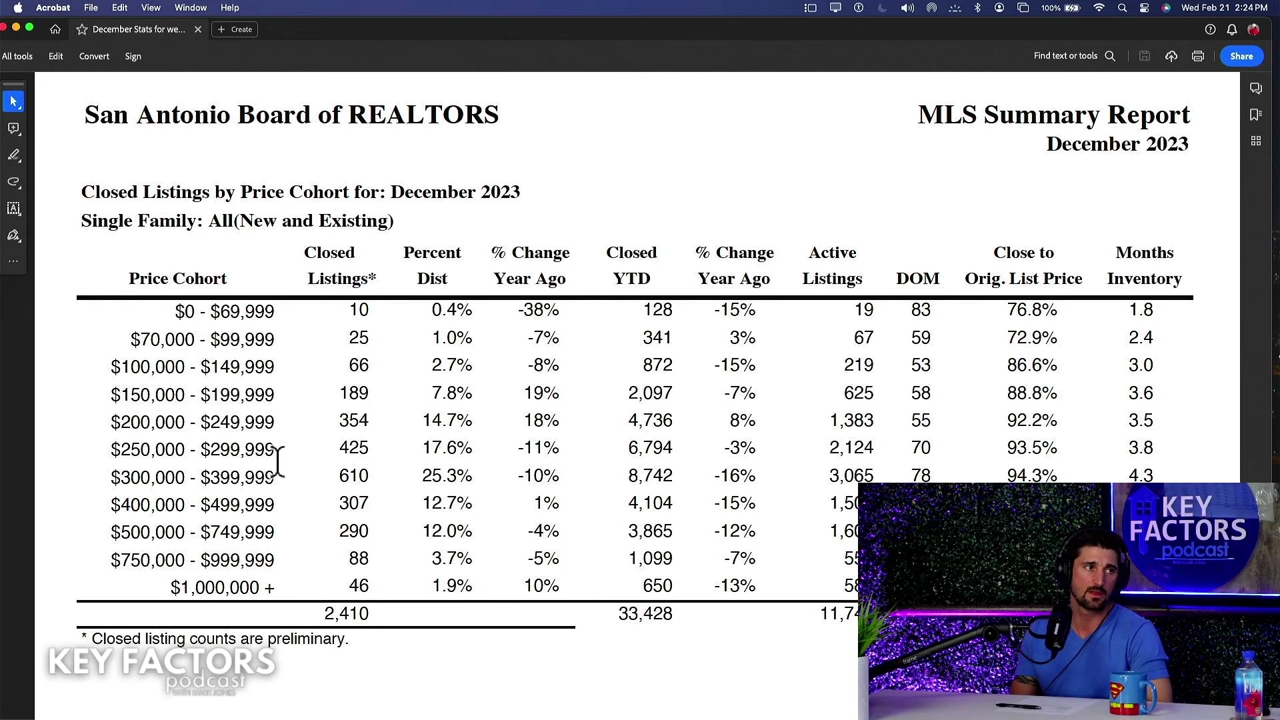 Acrobat File Edit View Window Help 100% Wed Feb 21 2:24 PM
December Stats for we... × + Create
All tools Edit Convert Sign Find text or tools Share
San Antonio Board of REALTORS MLS Summary Report
December 2023
Closed Listings by Price Cohort for: December 2023
Single Family: All(New and Existing)
Closed Percent % Change Closed % Change Active Close to Months
Price Cohort Listings* Dist Year Ago YTD Year Ago Listings DOM Orig. List Price Inventory
$0 - $69,999 10 0.4% -38% 128 -15% 19 83 76.8% 1.8
$70,000 - $99,999 25 1.0% -7% 341 3% 67 59 72.9% 2.4
$100,000 - $149,999 66 2.7% -8% 872 -15% 219 53 86.6% 3.0
$150,000 - $199,999 189 7.8% 19% 2,097 -7% 625 58 88.8% 3.6
$200,000 - $249,999 354 14.7% 18% 4,736 8% 1,383 55 92.2% 3.5
$250,000 - $299,999 425 17.6% -11% 6,794 -3% 2,124 70 93.5% 3.8
$300,000 - $399,999 610 25.3% -10% 8,742 -16% 3,065 78 94.3% 4.3
$400,000 - $499,999 307 12.7% 1% 4,104 -15%
$500,000 - $749,999 290 12.0% -4% 3,865 -12%
$750,000 - $999,999 88 3.7% -5% 1,099 -7%
$1,000,000 + 46 1.9% 10% 650 -13%
2,410 33,428
* Closed listing counts are preliminary.
KEY FACTORS
podcast
WITH MARK JONES
KEY
FACTORS
podcast